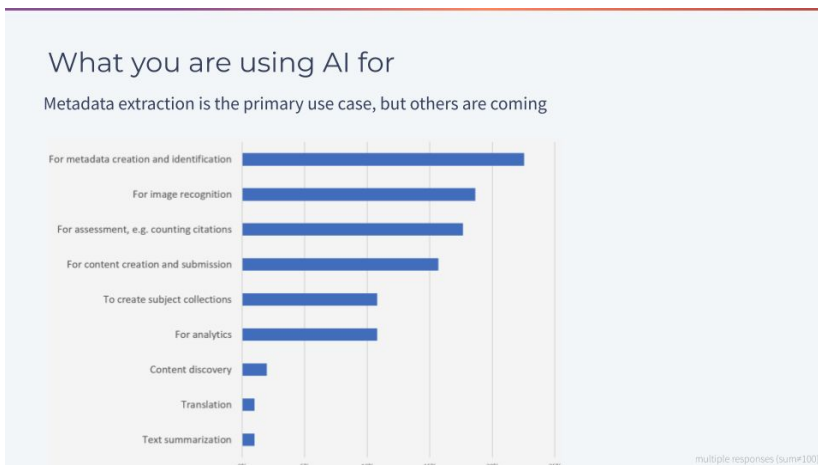 What you are using AI for
Metadata extraction is the primary use case, but others are coming
For metadata creation and identification
For image recognition
For assessment, e.g. counting citations
For content creation and submission
To create subject collections
For analytics
Content discovery
Translation
Text summarization
multiple responses (sum≠100)